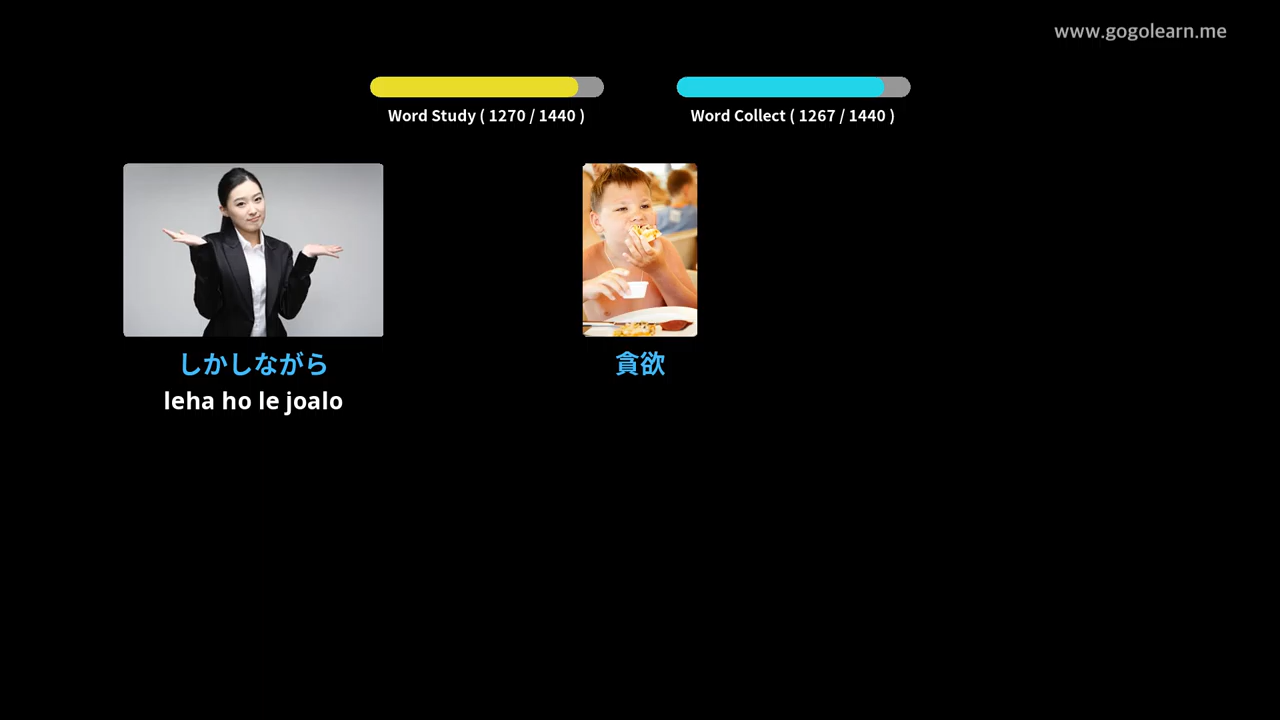 www.gogolearn.me
Word Study ( 1270 / 1440 )
Word Collect ( 1267 / 1440 )
しかしながら
leha ho le joalo
貪欲